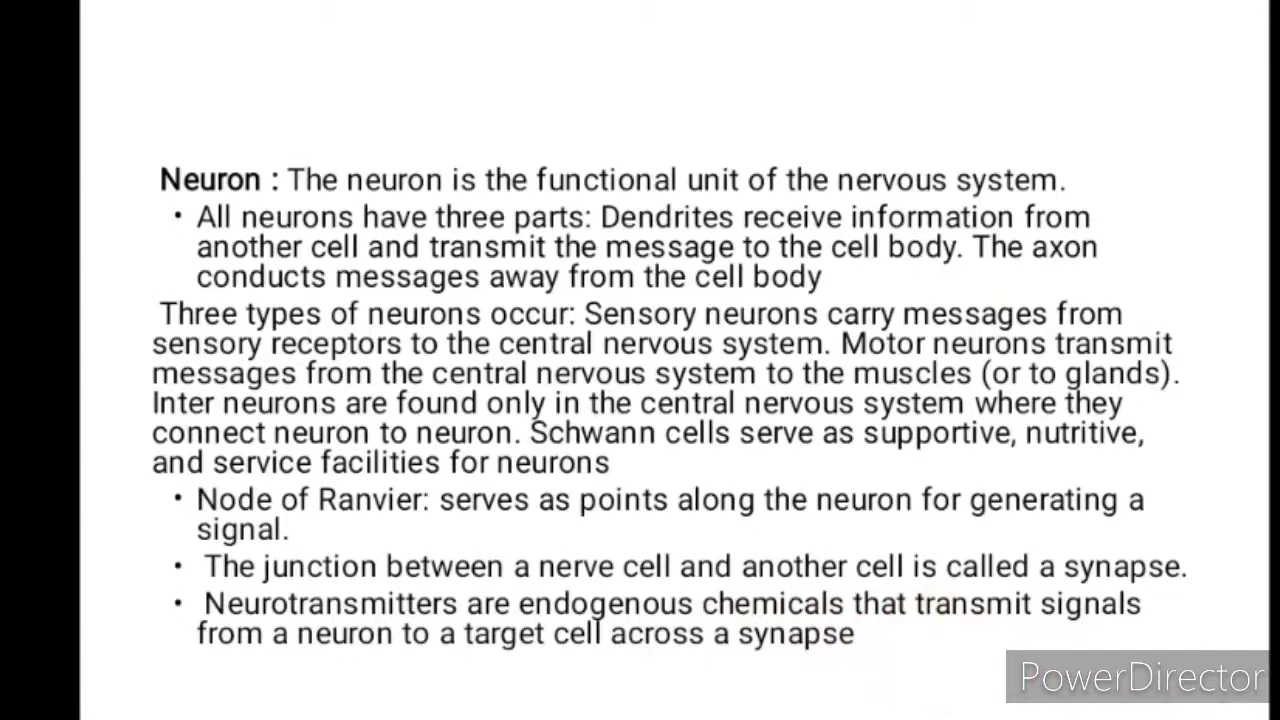 Neuron : The neuron is the functional unit of the nervous system.
• All neurons have three parts: Dendrites receive information from
another cell and transmit the message to the cell body. The axon
conducts messages away from the cell body
Three types of neurons occur: Sensory neurons carry messages from
sensory receptors to the central nervous system. Motor neurons transmit
messages from the central nervous system to the muscles (or to glands).
Inter neurons are found only in the central nervous system where they
connect neuron to neuron. Schwann cells serve as supportive, nutritive,
and service facilities for neurons
• Node of Ranvier: serves as points along the neuron for generating a
signal.
• The junction between a nerve cell and another cell is called a synapse.
• Neurotransmitters are endogenous chemicals that transmit signals
from a neuron to a target cell across a synapse
PowerDirector